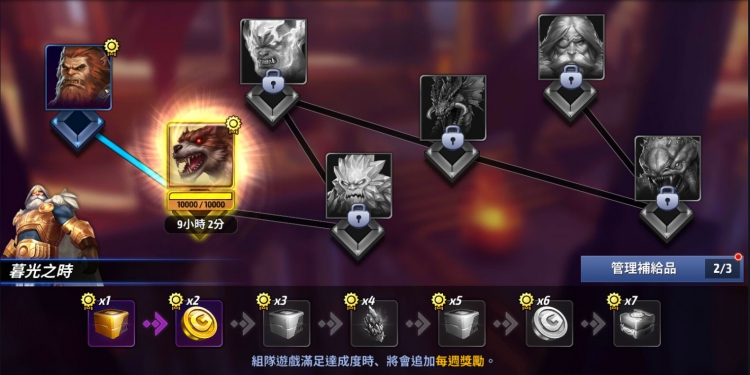 10000/10000
9小時 2分
暮光之時
管理補給品 2/3
x1 x2 x3 x4 x5 x6 x7
組隊遊戲滿足達成度時、將會追加每週獎勵。